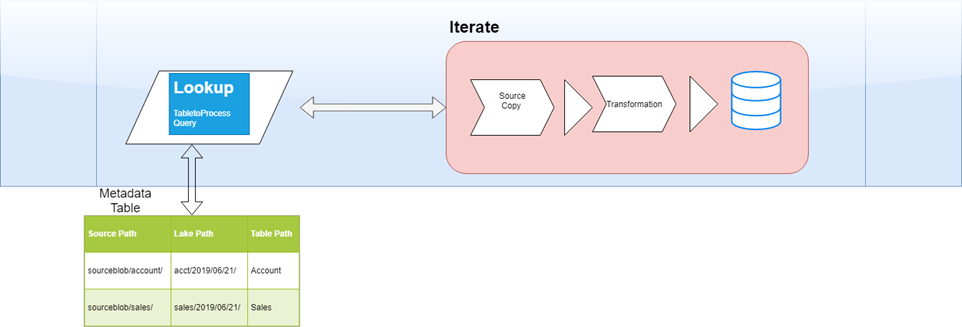 Iterate
Lookup
TabletoProcess
Query
Source
Copy
Transformation
Metadata
Table
Source Path Lake Path Table Path
sourceblob/account/ acct/2019/06/21/ Account
sourceblob/sales/ sales/2019/06/21/ Sales